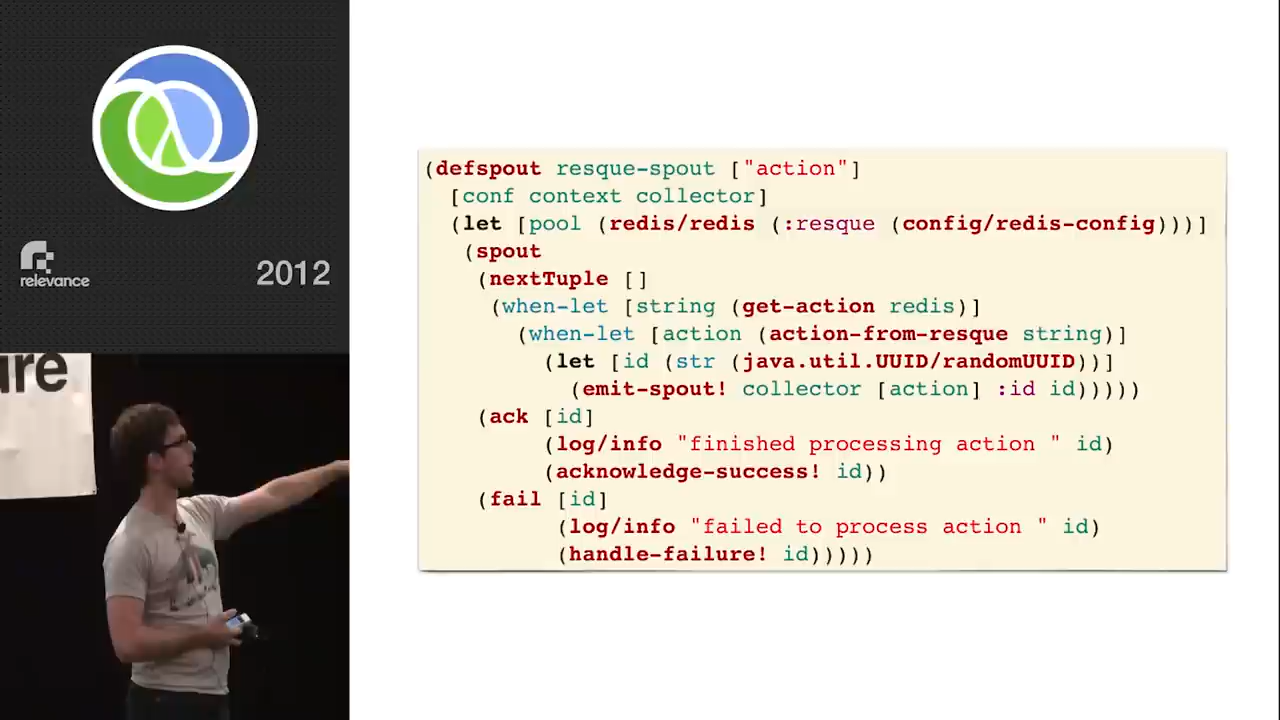 relevance
2012
ure
(defspout resque-spout ["action"]
  [conf context collector]
  (let [pool (redis/redis (:resque (config/redis-config)))]
   (spout
    (nextTuple []
     (when-let [string (get-action redis)]
       (when-let [action (action-from-resque string)]
         (let [id (str (java.util.UUID/randomUUID))]
           (emit-spout! collector [action] :id id)))))
    (ack [id]
         (log/info "finished processing action " id)
         (acknowledge-success! id))
    (fail [id]
          (log/info "failed to process action " id)
          (handle-failure! id)))))